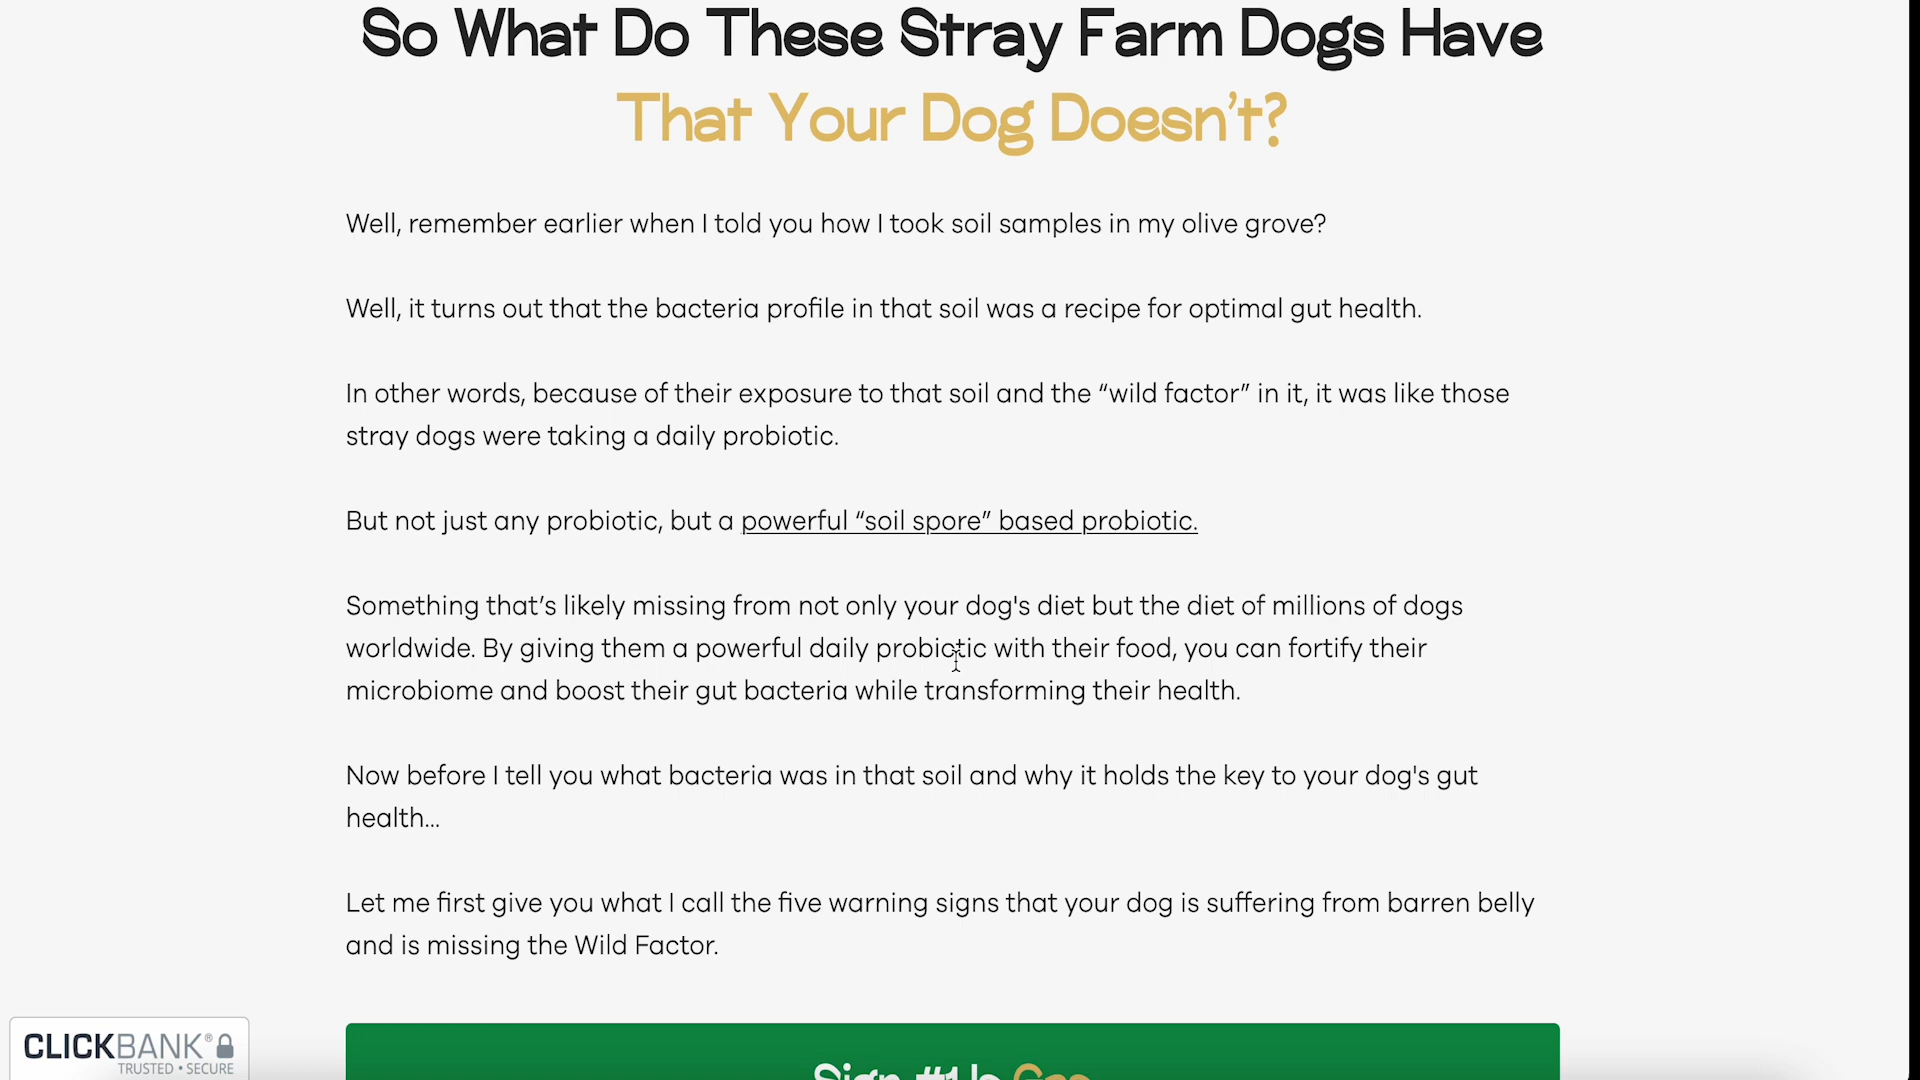 So What Do These Stray Farm Dogs Have
That Your Dog Doesn’t?
Well, remember earlier when I told you how I took soil samples in my olive grove?
Well, it turns out that the bacteria profile in that soil was a recipe for optimal gut health.
In other words, because of their exposure to that soil and the “wild factor” in it, it was like those
stray dogs were taking a daily probiotic.
But not just any probiotic, but a powerful “soil spore” based probiotic.
Something that’s likely missing from not only your dog's diet but the diet of millions of dogs
worldwide. By giving them a powerful daily probiotic with their food, you can fortify their
microbiome and boost their gut bacteria while transforming their health.
Now before I tell you what bacteria was in that soil and why it holds the key to your dog's gut
health...
Let me first give you what I call the five warning signs that your dog is suffering from barren belly
and is missing the Wild Factor.
CLICKBANK®
TRUSTED • SECURE
Sign #1 Is Gas